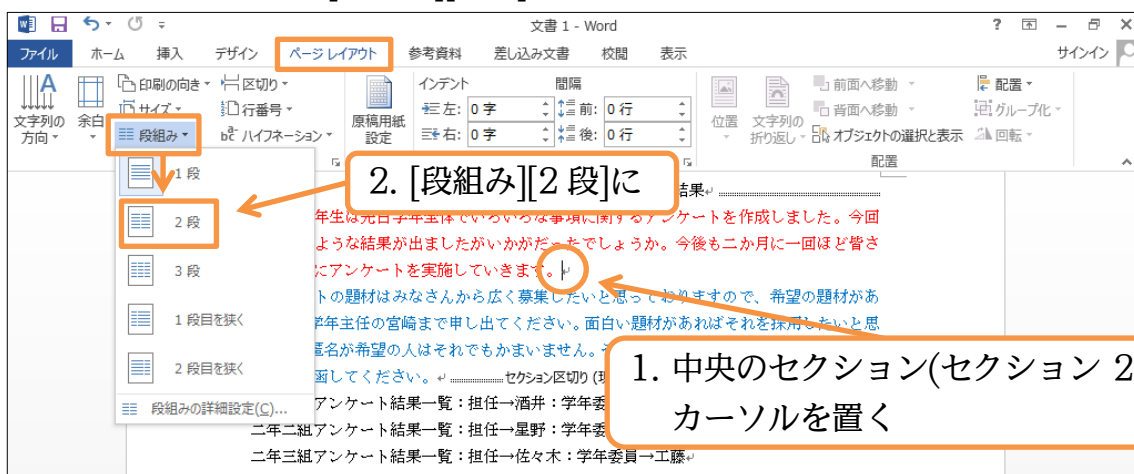 文書 1 - Word
ファイル ホーム 挿入 デザイン ページ レイアウト 参考資料 差し込み文書 校閲 表示 サインイン
文字列の方向 余白 印刷の向き サイズ 段組み 区切り 行番号 ハイフネーション 原稿用紙設定
インデント 間隔
左: 0 字 前: 0 行
右: 0 字 後: 0 行
位置 文字列の折り返し 前面へ移動 背面へ移動 オブジェクトの選択と表示 配置 グループ化 回転
配置
1 段
2 段
3 段
1 段目を狭く
2 段目を狭く
段組みの詳細設定(C)...
2. [段組み][2 段]に
結果
年生は先日学年全体でいろいろな事項に関するアンケートを作成しました。今回
ような結果が出ましたがいかがだったでしょうか。今後も二か月に一回ほど皆さ
にアンケートを実施していきます。
トの題材はみなさんから広く募集したいと思っておりますので、希望の題材があ
学年主任の宮崎まで申し出てください。面白い題材があればそれを採用したいと思
匿名が希望の人はそれでもかまいません。
函してください。 セクション区切り (現
1. 中央のセクション(セクション 2
カーソルを置く
アンケート結果一覧：担任→酒井：学年委
二年二組アンケート結果一覧：担任→星野：学年委
二年三組アンケート結果一覧：担任→佐々木：学年委員→工藤